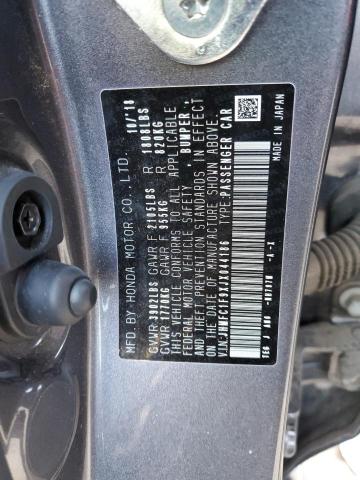 MFD.BY HONDA MOTOR CO.,LTD. 10/'18
GVWR 3902LBS GAWR F 2105LBS R 1808LBS
GVWR 1770KG GAWR F 955KG R 820KG
THIS VEHICLE CONFORMS TO ALL APPLICABLE
FEDERAL MOTOR VEHICLE SAFETY, BUMPER,
AND THEFT PREVENTION STANDARDS IN EFFECT
ON THE DATE OF MANUFACTURE SHOWN ABOVE.
V.I.N. TYPE:PASSENGER CAR
-A-X
MADE IN JAPAN